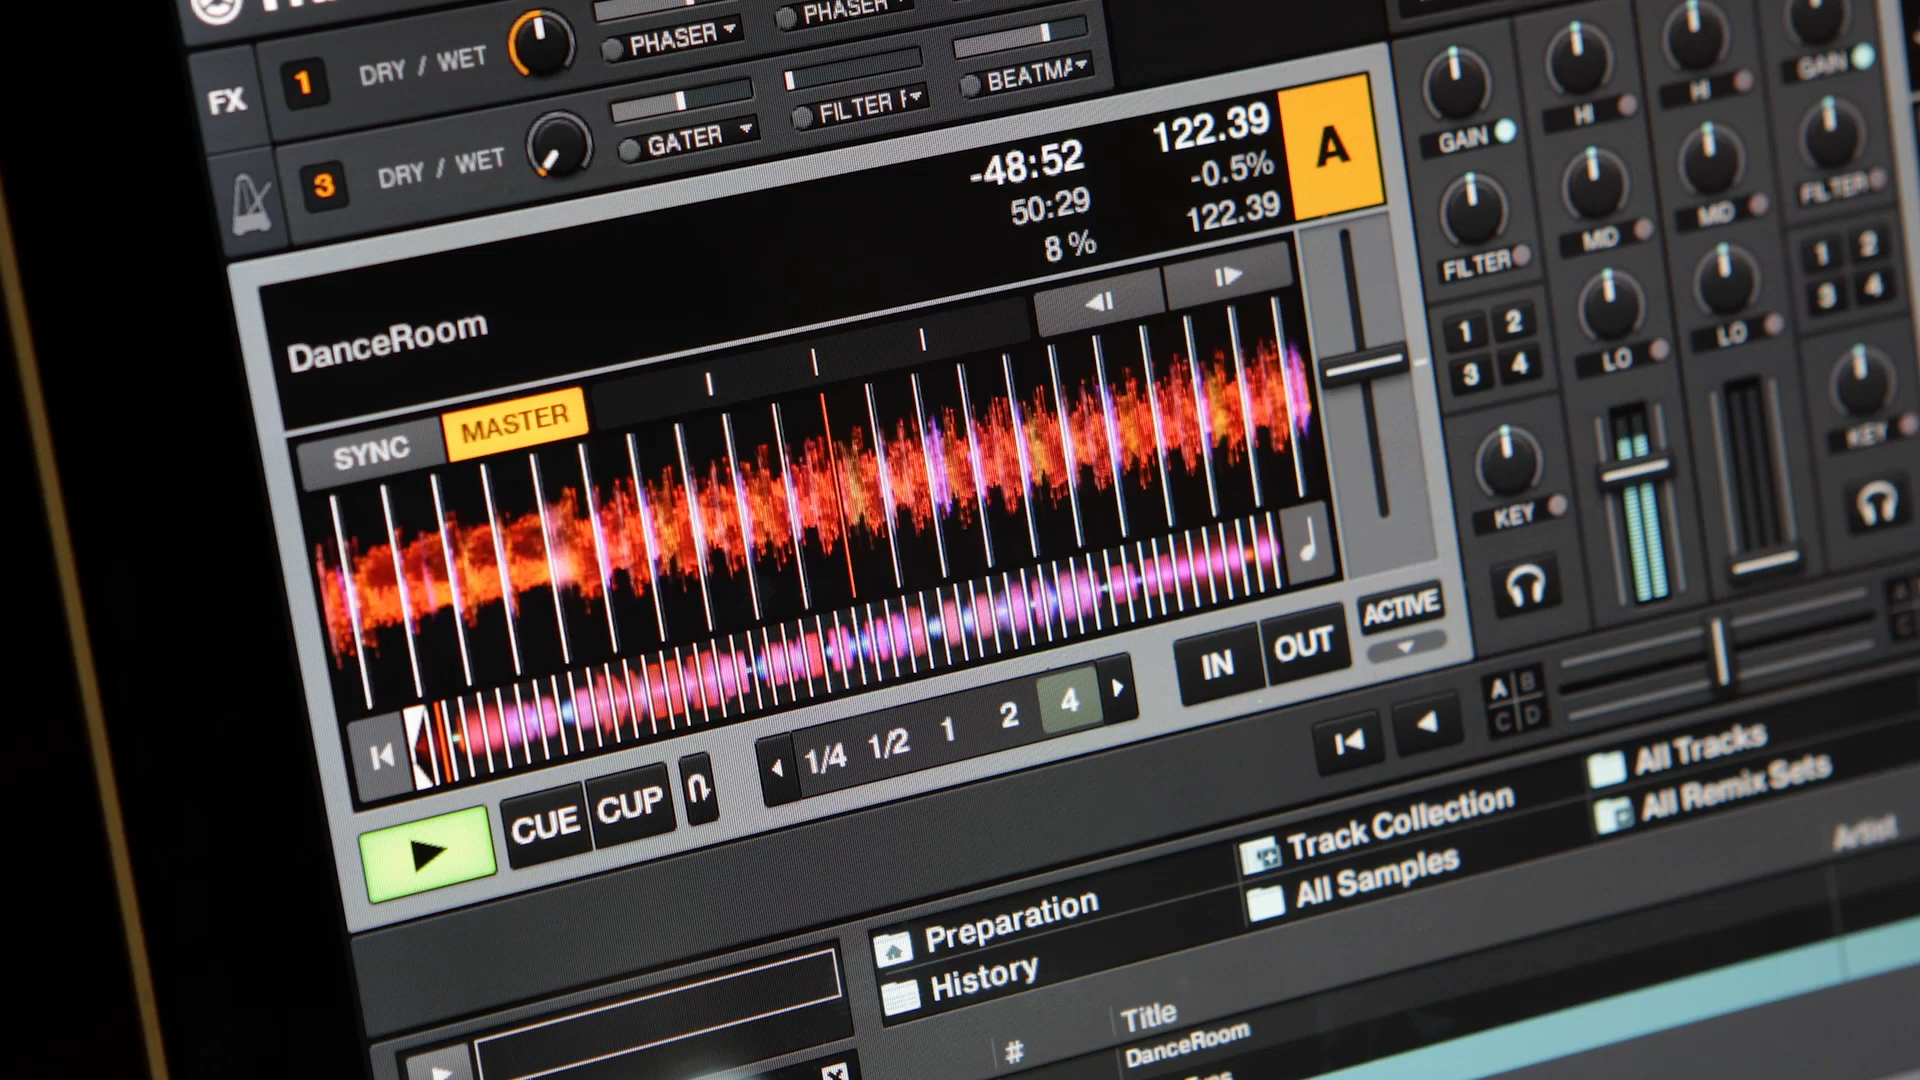 FX
1 DRY / WET PHASER PHASER
3 DRY / WET GATER FILTER BEATMA
-48:52 122.39 A
50:29 -0.5%
8 % 122.39
DanceRoom
SYNC MASTER
1/4 1/2 1 2 4
IN OUT ACTIVE
CUE CUP
GAIN HI HI GAIN
FILTER MID MID FILTER
1 2 LO LO 1 2
3 4 3 4
KEY KEY
A B
C D
Preparation Track Collection All Tracks
History All Samples All Remix Sets
# Title Artist
DanceRoom